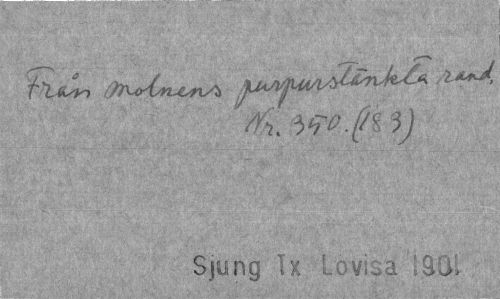 Från molnens purpurstänkta rand.
Nr. 350. (183)
Sjung Ix Lovisa 1901